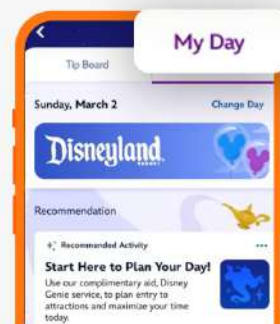 My Day
Tip Board
Sunday, March 2 Change Day
Disneyland
RESORT
Recommendation
Recommended Activity
Start Here to Plan Your Day!
Use our complimentary aid, Disney
Genie service, to plan entry to
attractions and maximize your time
today.